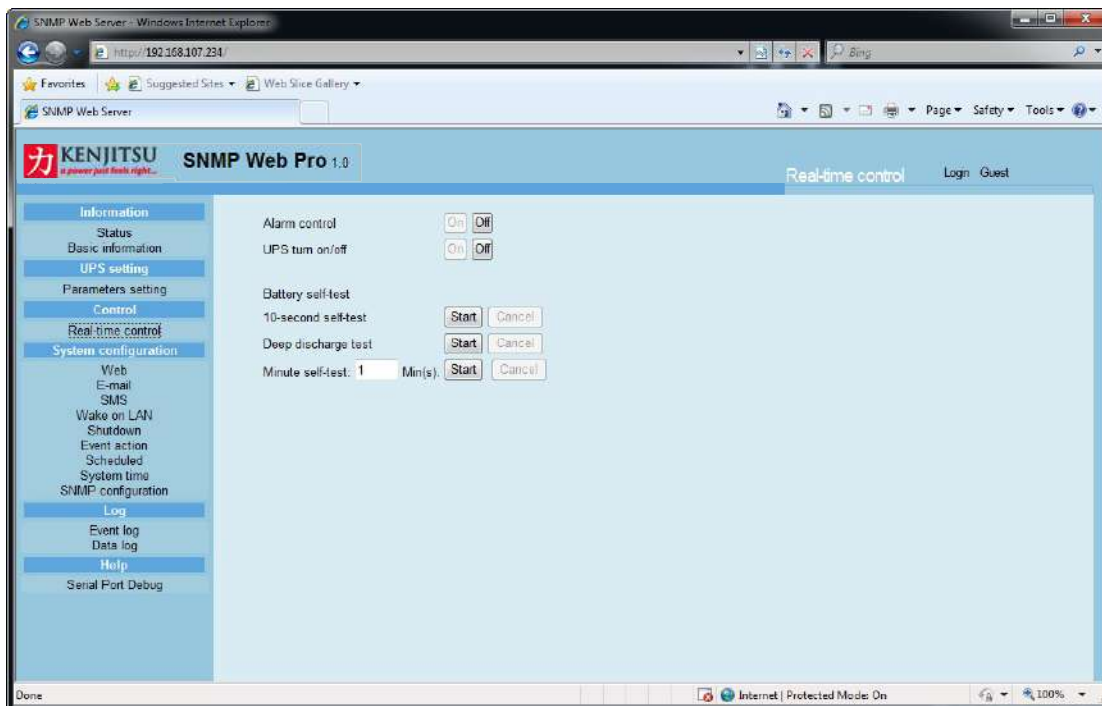 SNMP Web Server - Windows Internet Explorer
http://192.168.107.234/
Bing
Favorites Suggested Sites Web Slice Gallery
SNMP Web Server
Page Safety Tools
力 KENJITSU
a power just feels right...
SNMP Web Pro 1.0
Real-time control
Login Guest
Information
Status
Basic information
UPS setting
Parameters setting
Control
Real-time control
System configuration
Web
E-mail
SMS
Wake on LAN
Shutdown
Event action
Scheduled
System time
SNMP configuration
Log
Event log
Data log
Help
Serial Port Debug
Alarm control On Off
UPS turn on/off On Off
Battery self-test
10-second self-test Start Cancel
Deep discharge test Start Cancel
Minute self-test: 1 Min(s). Start Cancel
Done
Internet | Protected Mode: On
100%